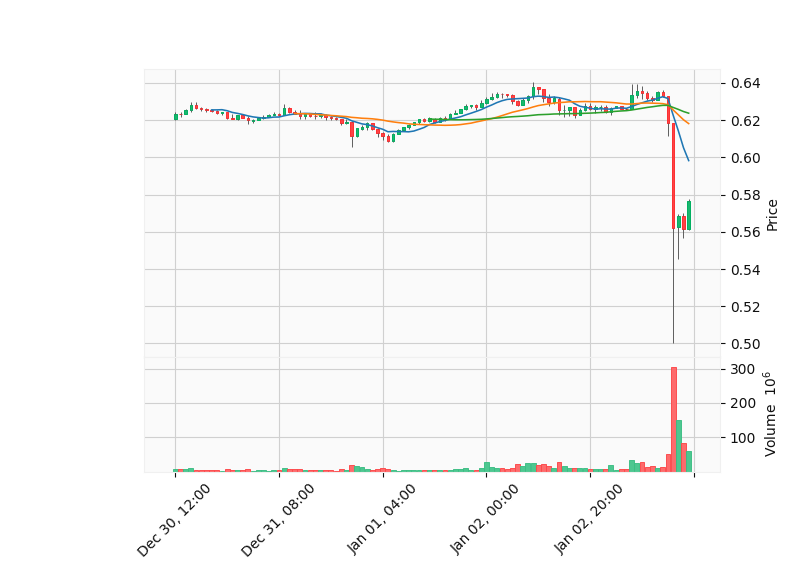 0.64
0.62
0.60
0.58
0.56
0.54
0.52
0.50
Price
300
200
100
Volume 10^6
Dec 30, 12:00
Dec 31, 08:00
Jan 01, 04:00
Jan 02, 00:00
Jan 02, 20:00